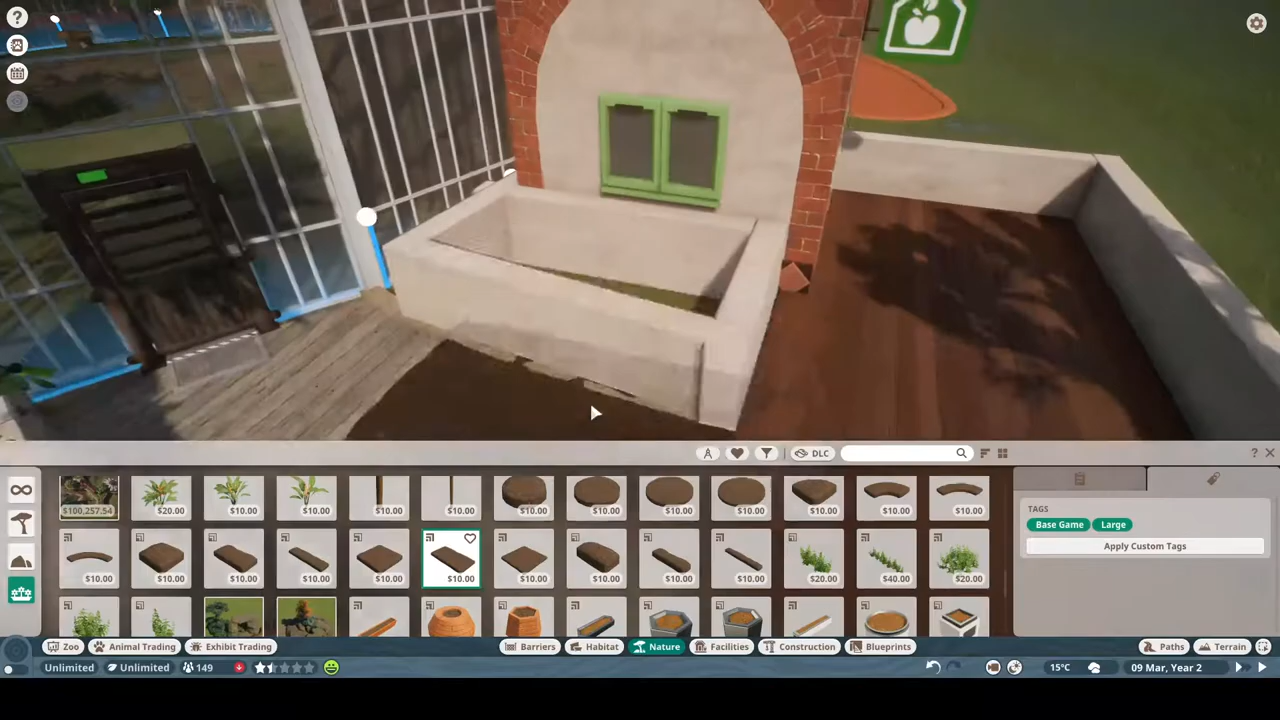 DLC
$100,257.54 $20.00 $10.00 $10.00 $10.00 $10.00 $10.00 $10.00 $10.00 $10.00 $10.00 $10.00 $10.00
$10.00 $10.00 $10.00 $10.00 $10.00 $10.00 $10.00 $10.00 $10.00 $10.00 $20.00 $40.00 $20.00
TAGS
Base Game Large
Apply Custom Tags
Zoo Animal Trading Exhibit Trading Barriers Habitat Nature Facilities Construction Blueprints Paths Terrain
Unlimited Unlimited 149 15°C 09 Mar, Year 2